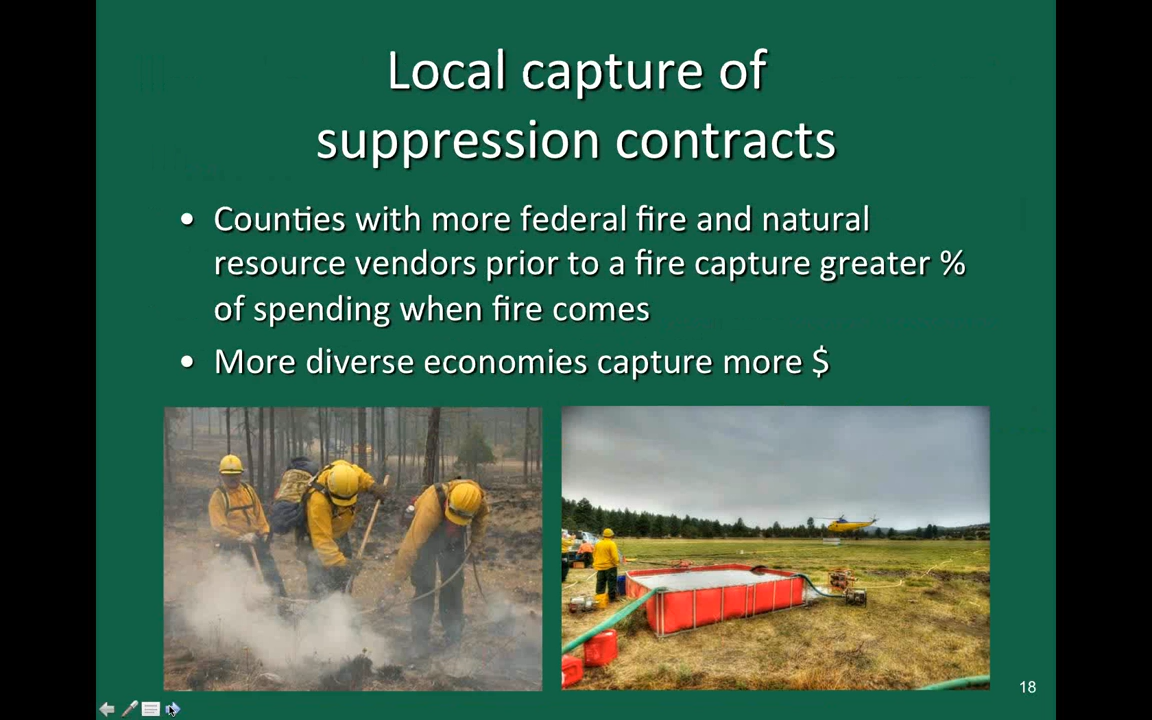 Local capture of
suppression contracts
• Counties with more federal fire and natural
resource vendors prior to a fire capture greater %
of spending when fire comes
• More diverse economies capture more $
18